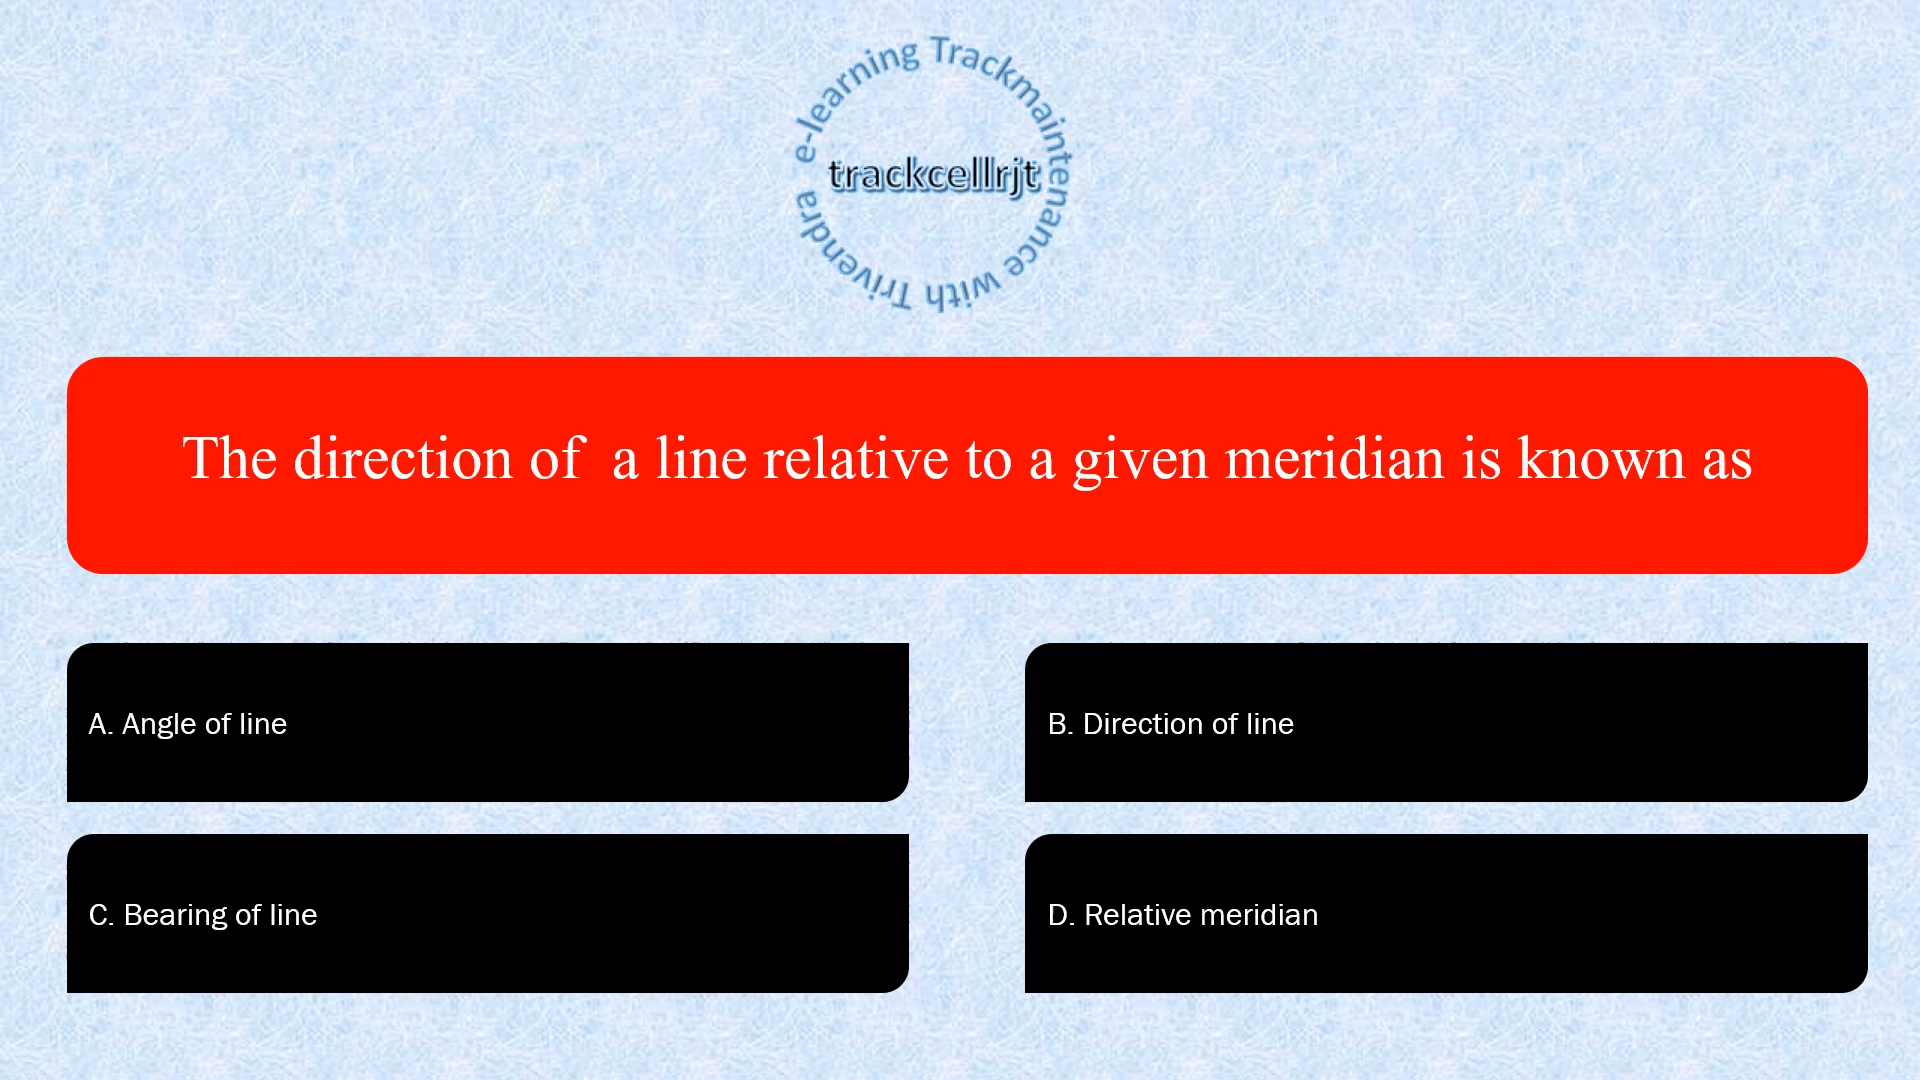 e-learning Trackmaintenance with Trivendra
trackcellrjt
The direction of  a line relative to a given meridian is known as
A. Angle of line
B. Direction of line
C. Bearing of line
D. Relative meridian